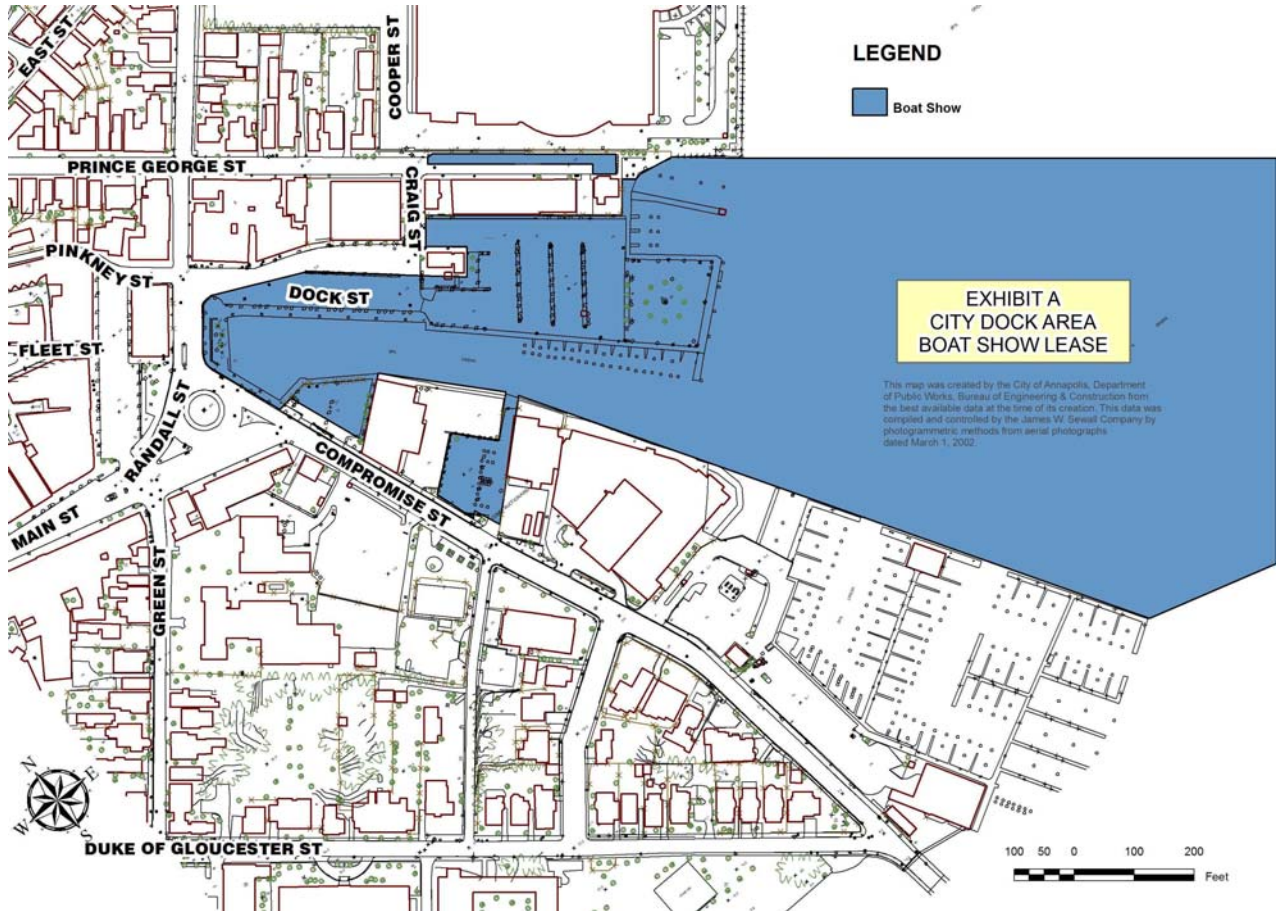 EAST ST
COOPER ST
LEGEND
Boat Show
PRINCE GEORGE ST
CRAIG ST
PINKNEY ST
DOCK ST
EXHIBIT A
CITY DOCK AREA
BOAT SHOW LEASE
FLEET ST
This map was created by the City of Annapolis, Department
of Public Works, Bureau of Engineering & Construction from
the best available data at the time of its creation. This data was
compiled and controlled by the James W. Sewall Company by
photogrammetric methods from aerial photographs
dated March 1, 2002.
RANDALL ST
COMPROMISE ST
MAIN ST
GREEN ST
N
E
W
S
DUKE OF GLOUCESTER ST
100 50 0 100 200
Feet